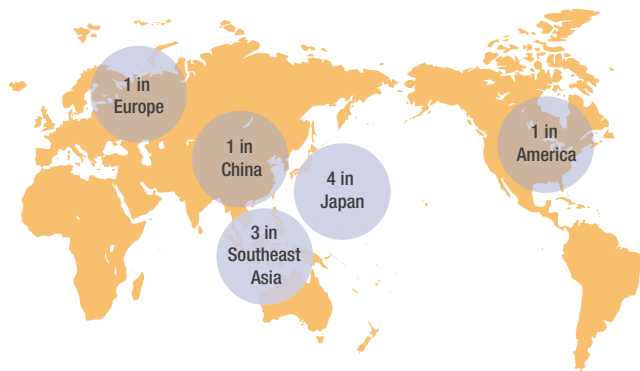 1 in
Europe
1 in
China
4 in
Japan
3 in
Southeast
Asia
1 in
America